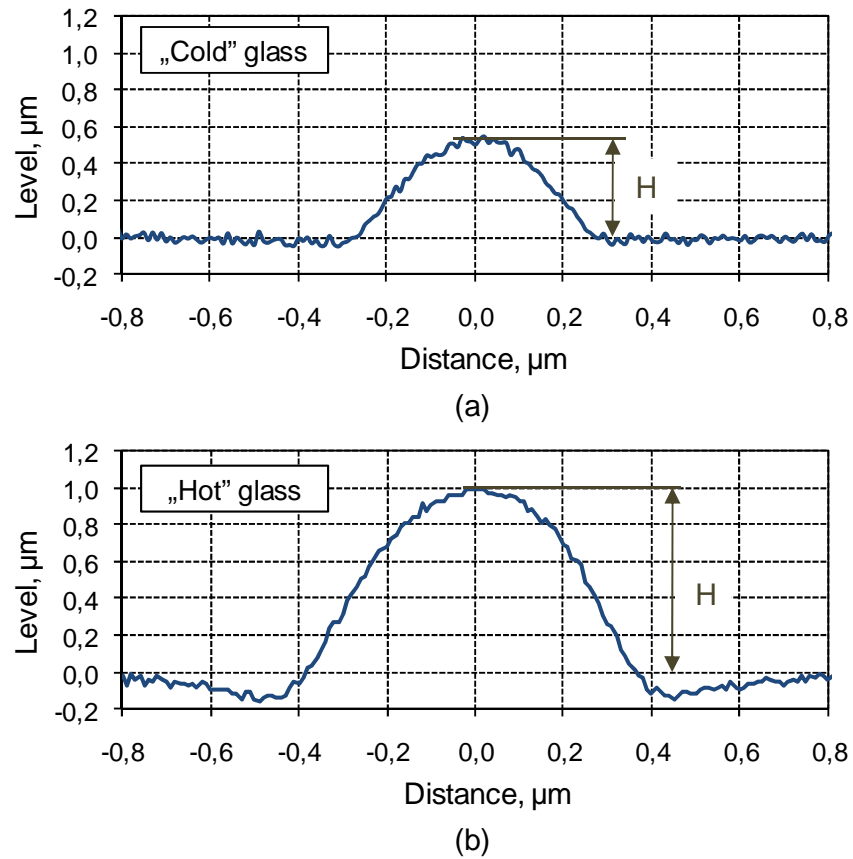 1,2
1,0
0,8
0,6
0,4
0,2
0,0
-0,2
Level, µm
„Cold” glass
H
-0,8 -0,6 -0,4 -0,2 0,0 0,2 0,4 0,6 0,8
Distance, µm
(a)
1,2
1,0
0,8
0,6
0,4
0,2
0,0
-0,2
Level, µm
„Hot” glass
H
-0,8 -0,6 -0,4 -0,2 0,0 0,2 0,4 0,6 0,8
Distance, µm
(b)